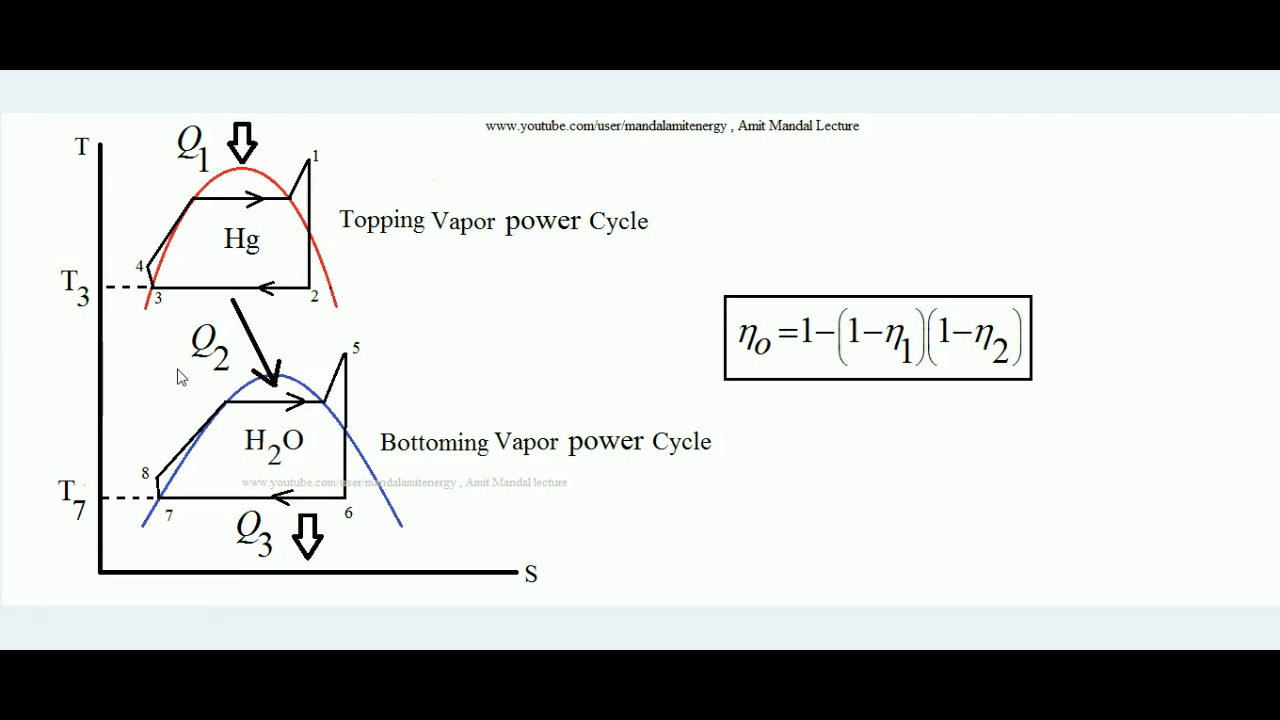 www.youtube.com/user/mandalamitenergy , Amit Mandal Lecture
T
Q1
1
Topping Vapor power Cycle
Hg
4
T3
3
2
ηo =1−(1−η1)(1−η2)
Q2
5
H2O
Bottoming Vapor power Cycle
8
www.youtube.com/user/mandalamitenergy , Amit Mandal lecture
T7
7
6
Q3
S